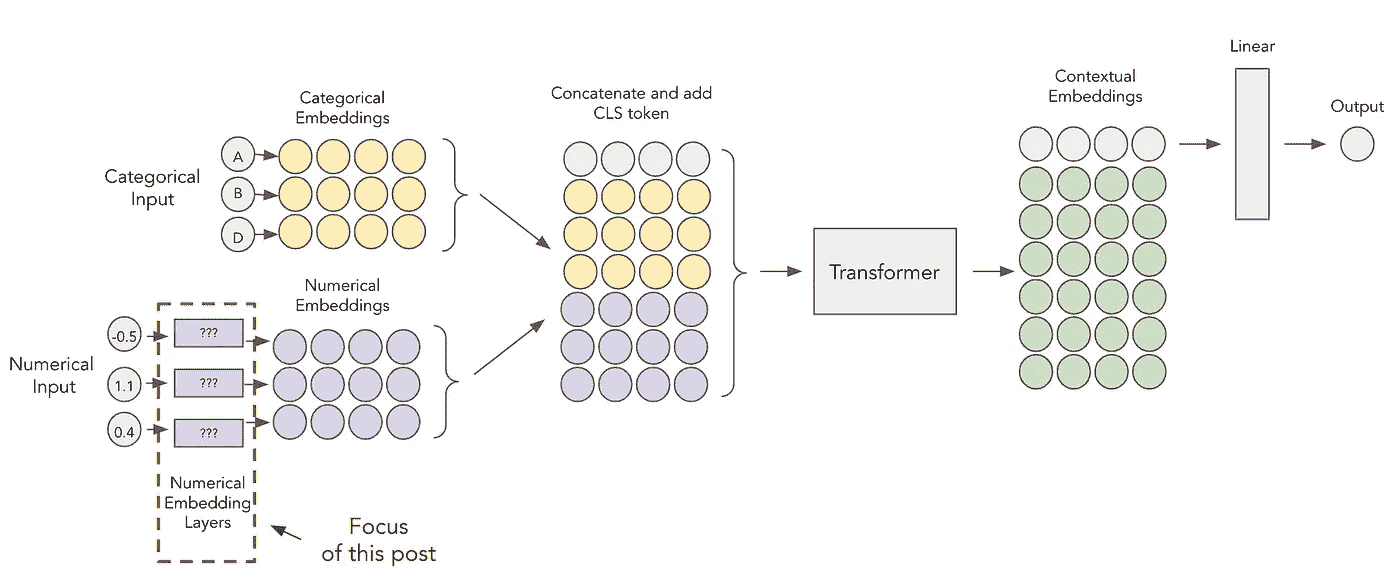 Categorical
Input
A
B
D
Categorical
Embeddings
Numerical
Input
-0.5
1.1
0.4
???
???
???
Numerical
Embedding
Layers
Focus
of this post
Numerical
Embeddings
Concatenate and add
CLS token
Transformer
Contextual
Embeddings
Linear
Output